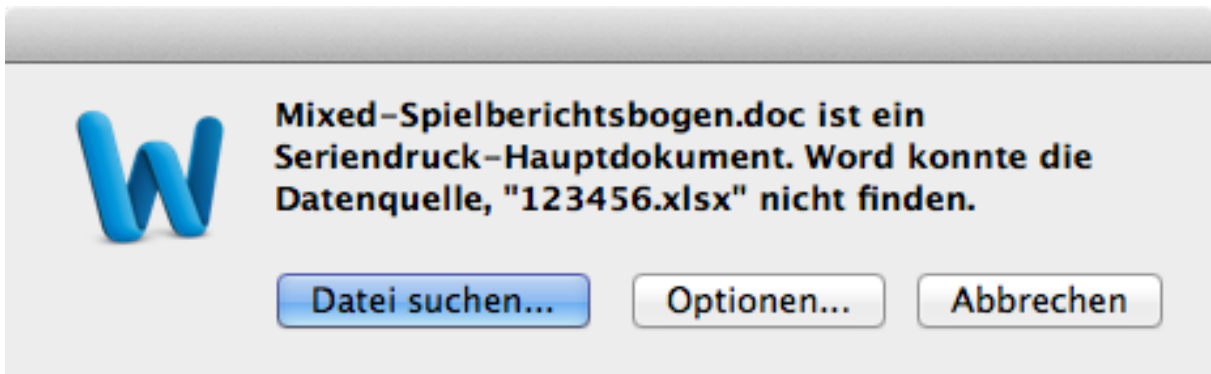 Mixed-Spielberichtsbogen.doc ist ein
Seriendruck-Hauptdokument. Word konnte die
Datenquelle, "123456.xlsx" nicht finden.
Datei suchen... Optionen... Abbrechen